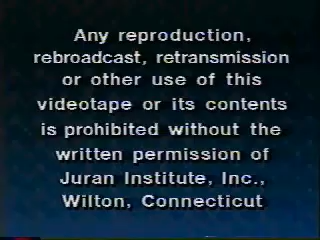 Any reproduction,
rebroadcast, retransmission
or other use of this
videotape or its contents
is prohibited without the
written permission of
Juran Institute, Inc.,
Wilton, Connecticut